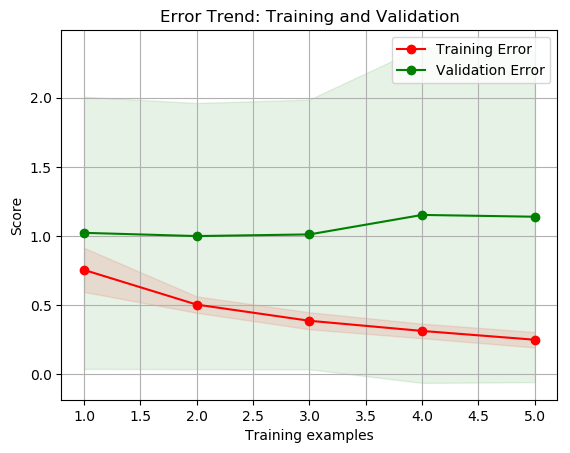 Error Trend: Training and Validation
Training Error
Validation Error
2.0
1.5
1.0
0.5
0.0
Score
1.0 1.5 2.0 2.5 3.0 3.5 4.0 4.5 5.0
Training examples